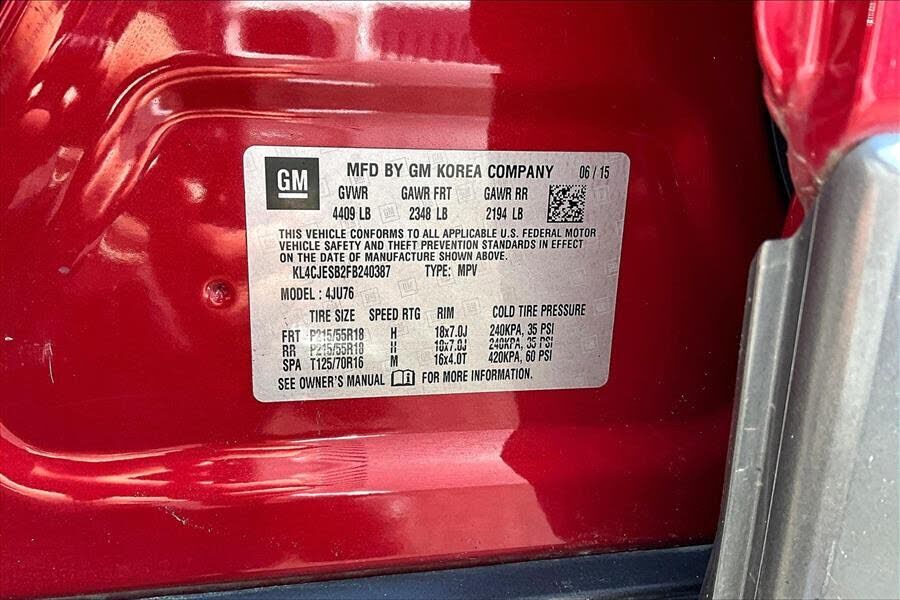 GM
MFD BY GM KOREA COMPANY 06 / 15
GVWR GAWR FRT GAWR RR
4409 LB 2348 LB 2194 LB
THIS VEHICLE CONFORMS TO ALL APPLICABLE U.S. FEDERAL MOTOR
VEHICLE SAFETY AND THEFT PREVENTION STANDARDS IN EFFECT
ON THE DATE OF MANUFACTURE SHOWN ABOVE.
KL4CJESB2FB240387 TYPE: MPV
MODEL : 4JU76
TIRE SIZE SPEED RTG RIM COLD TIRE PRESSURE
FRT P215/55R18 H 18x7.0J 240KPA, 35 PSI
RR P215/55R18 H 18x7.0J 240KPA, 35 PSI
SPA T125/70R16 M 16x4.0T 420KPA, 60 PSI
SEE OWNER'S MANUAL FOR MORE INFORMATION.